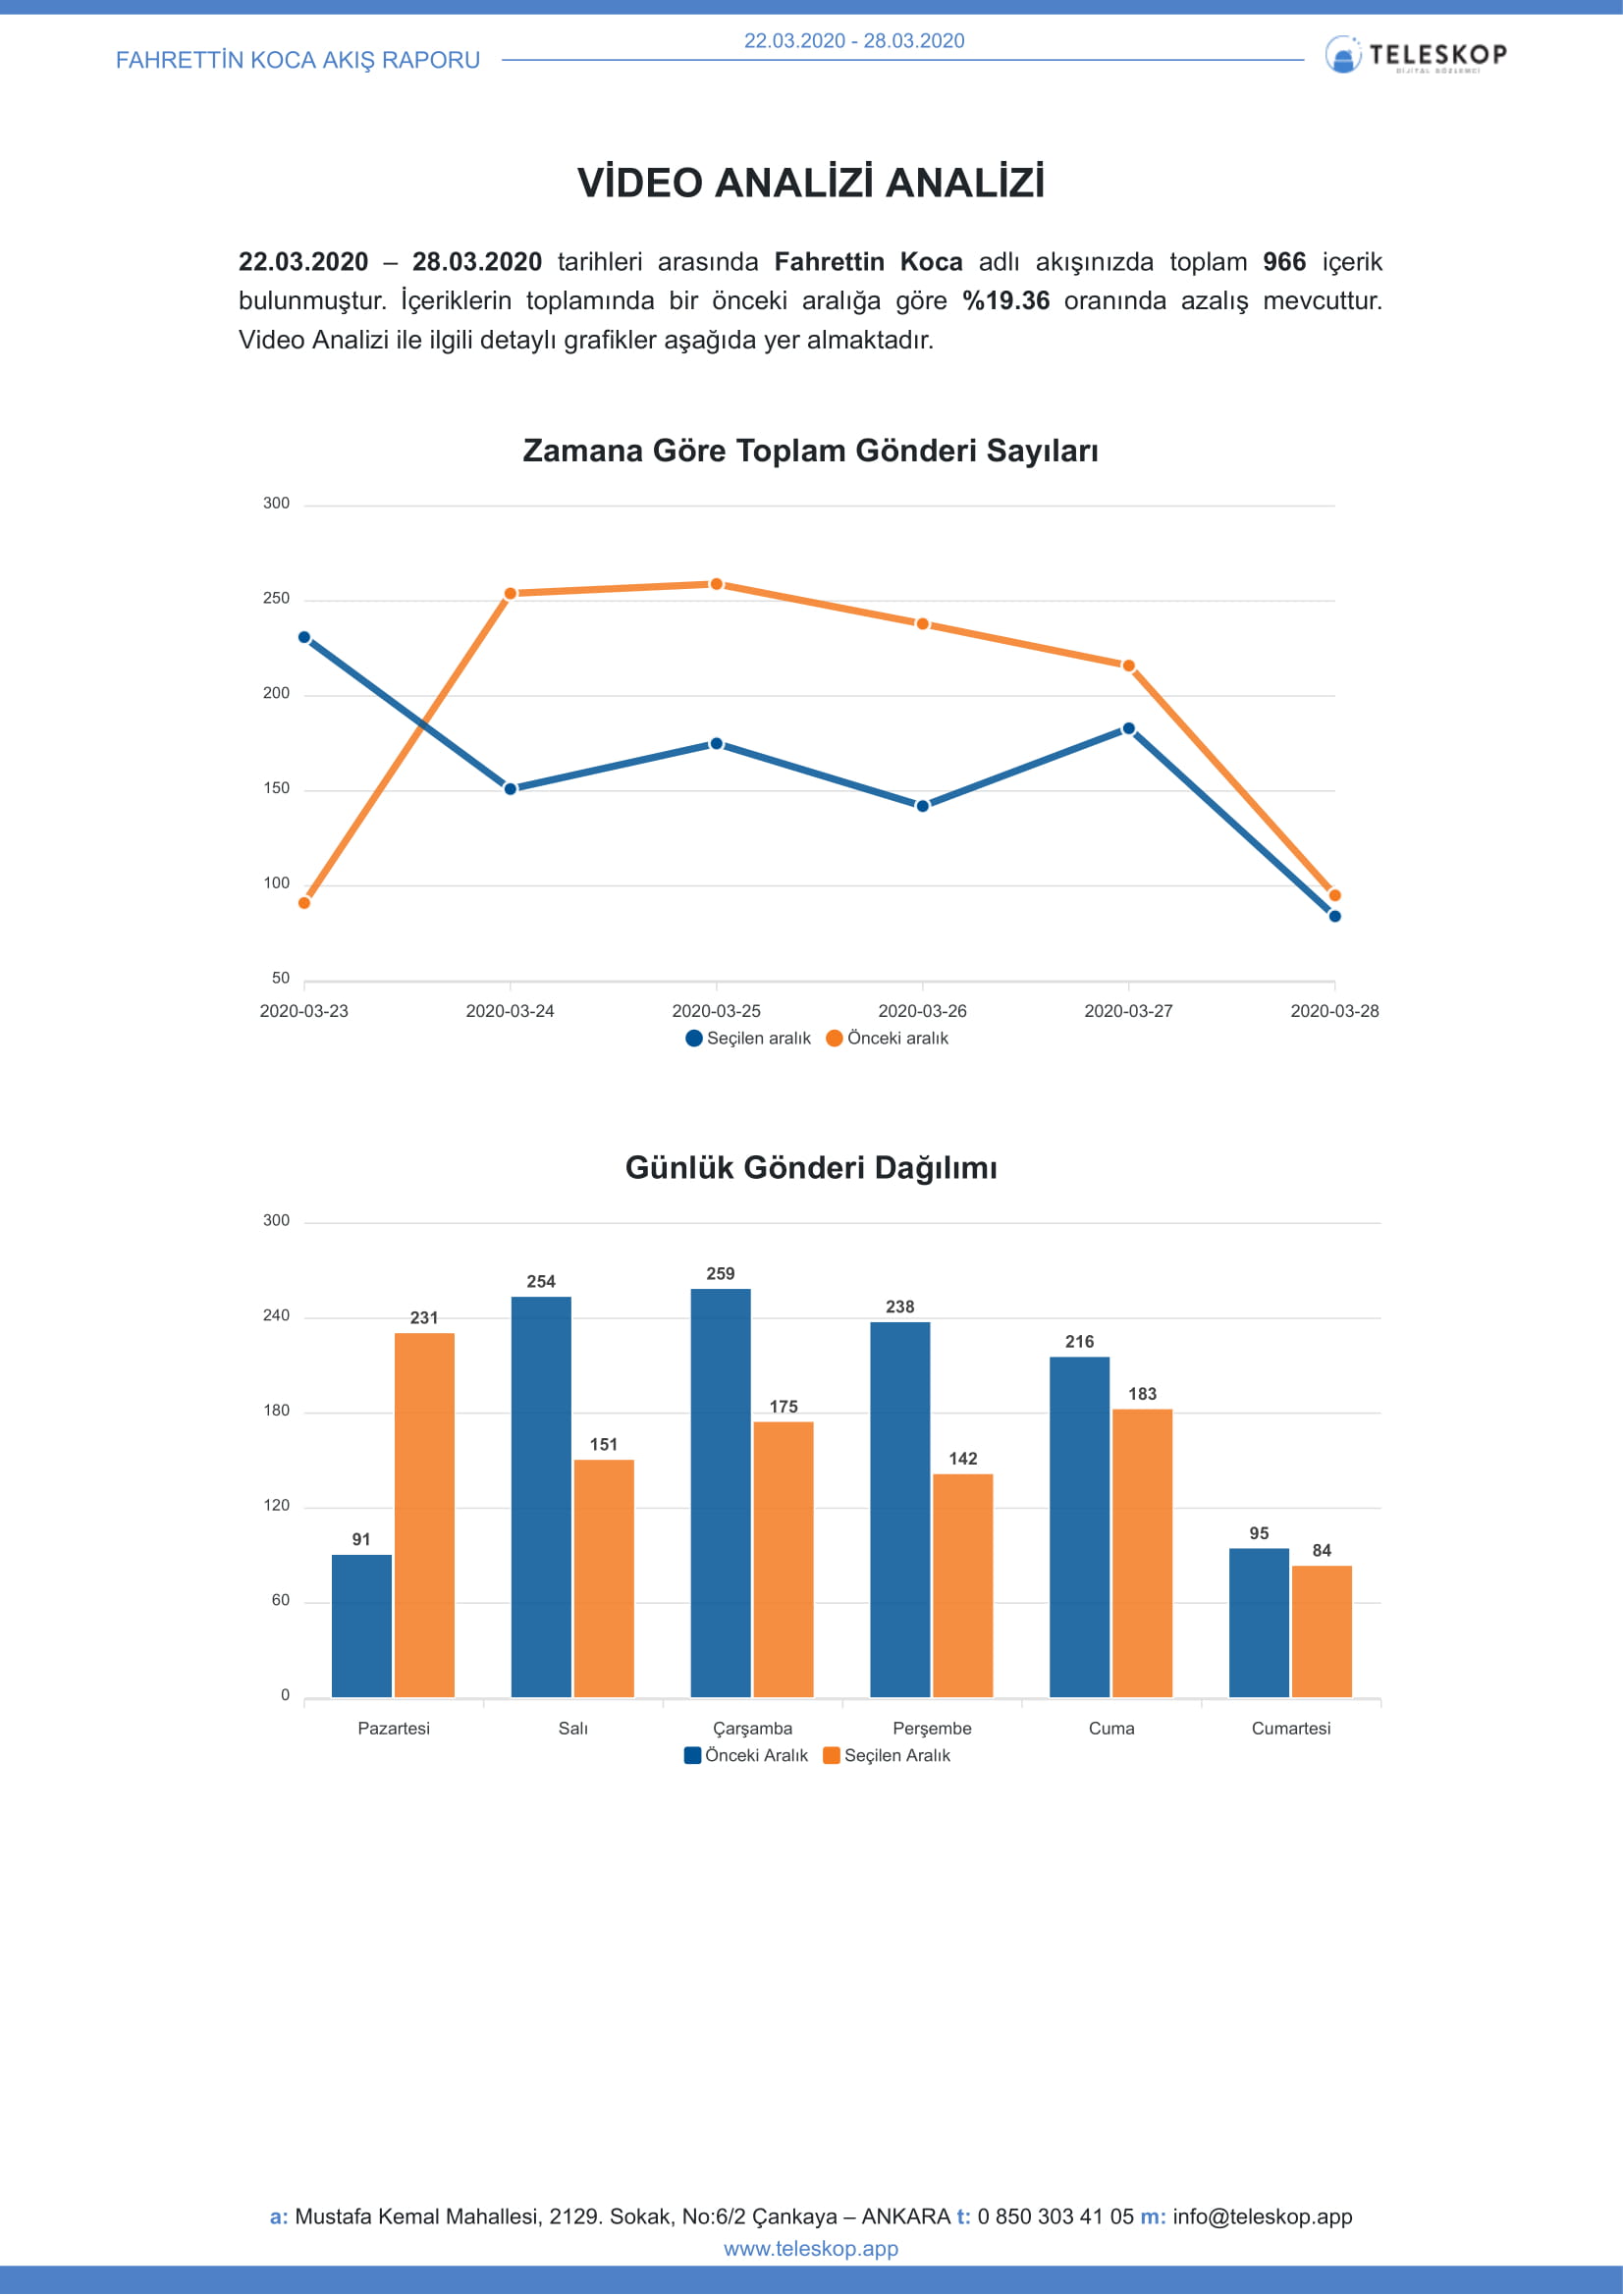 FAHRETTİN KOCA AKIŞ RAPORU
22.03.2020 - 28.03.2020
TELESKOP
DİJİTAL GÖZLEMCİ
VİDEO ANALİZİ ANALİZİ
22.03.2020 – 28.03.2020 tarihleri arasında Fahrettin Koca adlı akışınızda toplam 966 içerik
bulunmuştur. İçeriklerin toplamında bir önceki aralığa göre %19.36 oranında azalış mevcuttur.
Video Analizi ile ilgili detaylı grafikler aşağıda yer almaktadır.
Zamana Göre Toplam Gönderi Sayıları
300
250
200
150
100
50
2020-03-23 2020-03-24 2020-03-25 2020-03-26 2020-03-27 2020-03-28
Seçilen aralık Önceki aralık
Günlük Gönderi Dağılımı
300
240
180
120
60
0
91 231 254 151 259 175 238 142 216 183 95 84
Pazartesi Salı Çarşamba Perşembe Cuma Cumartesi
Önceki Aralık Seçilen Aralık
a: Mustafa Kemal Mahallesi, 2129. Sokak, No:6/2 Çankaya – ANKARA t: 0 850 303 41 05 m: info@teleskop.app
www.teleskop.app